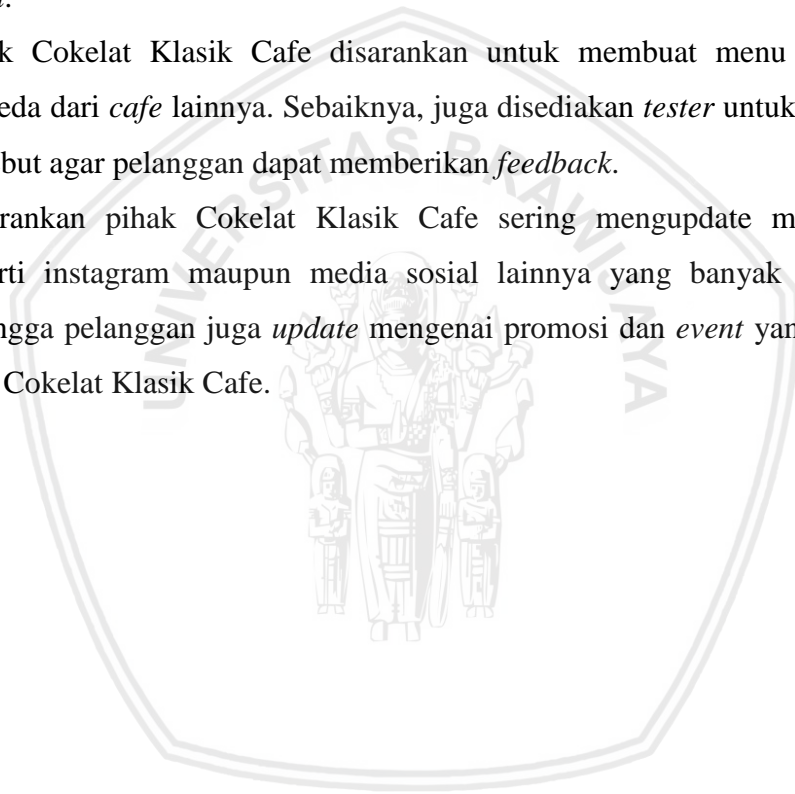 k Cokelat Klasik Cafe disarankan untuk membuat menu
eda dari cafe lainnya. Sebaiknya, juga disediakan tester untuk
but agar pelanggan dapat memberikan feedback.
rankan pihak Cokelat Klasik Cafe sering mengupdate m
rti instagram maupun media sosial lainnya yang banyak
ngga pelanggan juga update mengenai promosi dan event yan
Cokelat Klasik Cafe.
UNIVERSITAS BRAWIJAYA